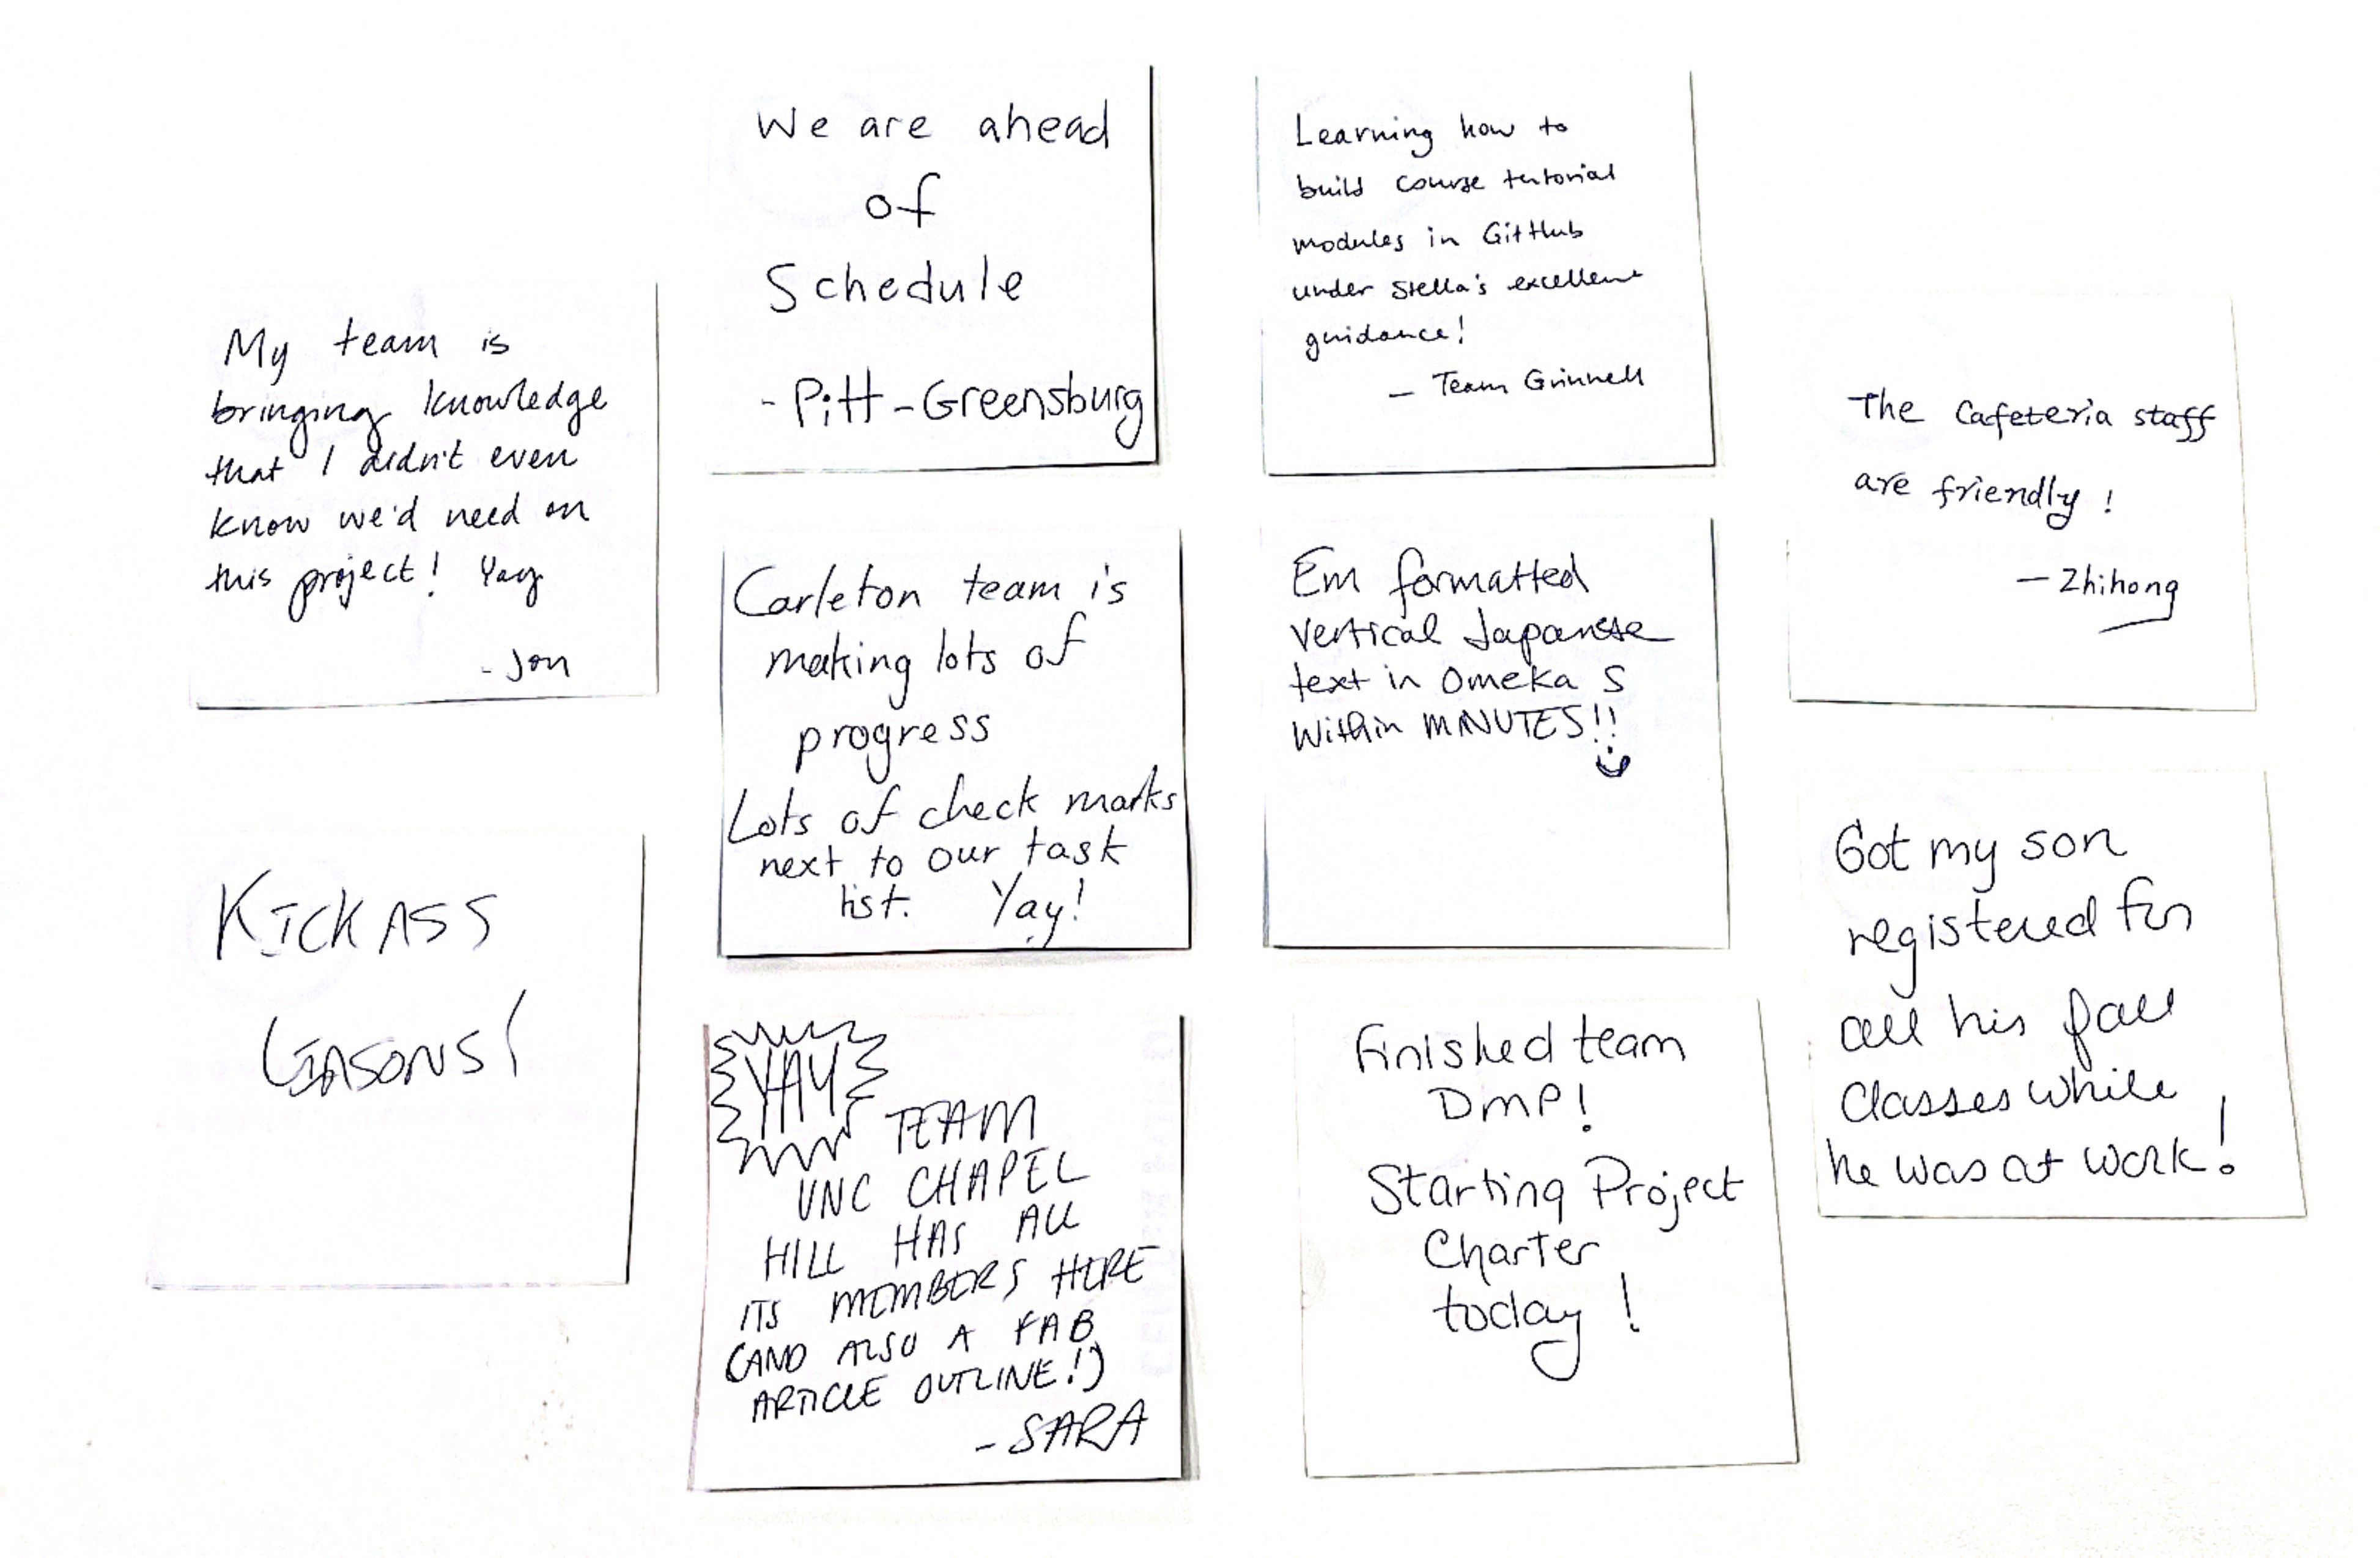 My team is
bringing knowledge
that I didn't even
know we'd need on
this project! Yay
- Jon
KICKASS
LIASONS!
We are ahead
of
Schedule
- Pitt-Greensburg
Carleton team is
making lots of
progress
Lots of check marks
next to our task
list. Yay!
YAY
TEAM
UNC CHAPEL
HILL HAS ALL
ITS MEMBERS HERE
(AND ALSO A FAB
ARTICLE OUTLINE!)
- SARA
Learning how to
build course tutorial
modules in GitHub
under Stella's excellent
guidance!
— Team Grinnell
Em formatted
vertical Japanese
text in Omeka S
within MINUTES!!
Finished team
DMP!
Starting Project
Charter
today!
The Cafeteria staff
are friendly!
— Zhihong
Got my son
registered for
all his fall
classes while
he was at work!